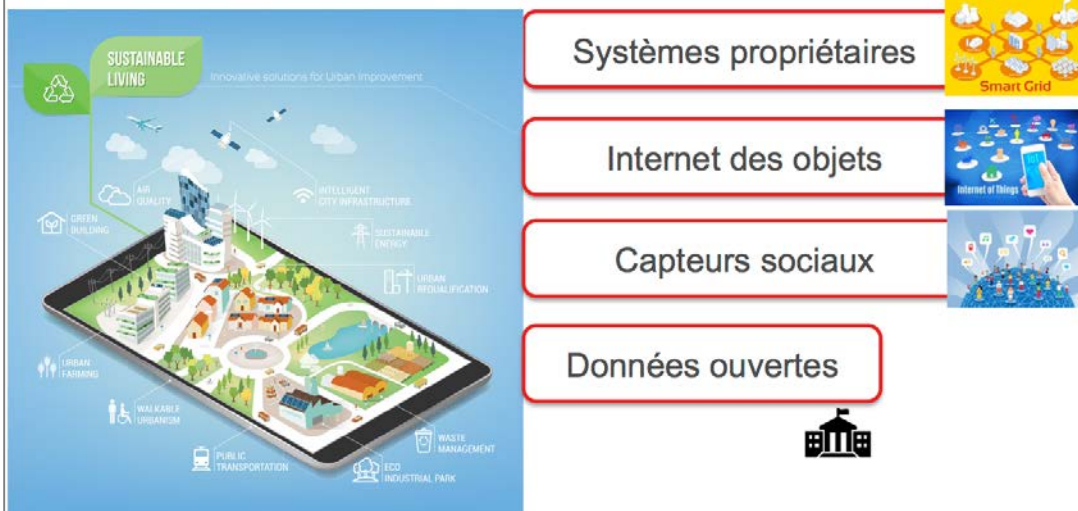 SUSTAINABLE
LIVING
Innovative solutions for Urban Improvement
AIR
QUALITY
INTELLIGENT
CITY INFRASTRUCTURE
GREEN
BUILDING
SUSTAINABLE
ENERGY
URBAN
REQUALIFICATION
URBAN
FARMING
WALKABLE
URBANISM
PUBLIC
TRANSPORTATION
WASTE
MANAGEMENT
ECO
INDUSTRIAL PARK
Systèmes propriétaires
Smart Grid
Internet des objets
IoT
Internet of Things
Capteurs sociaux
Données ouvertes